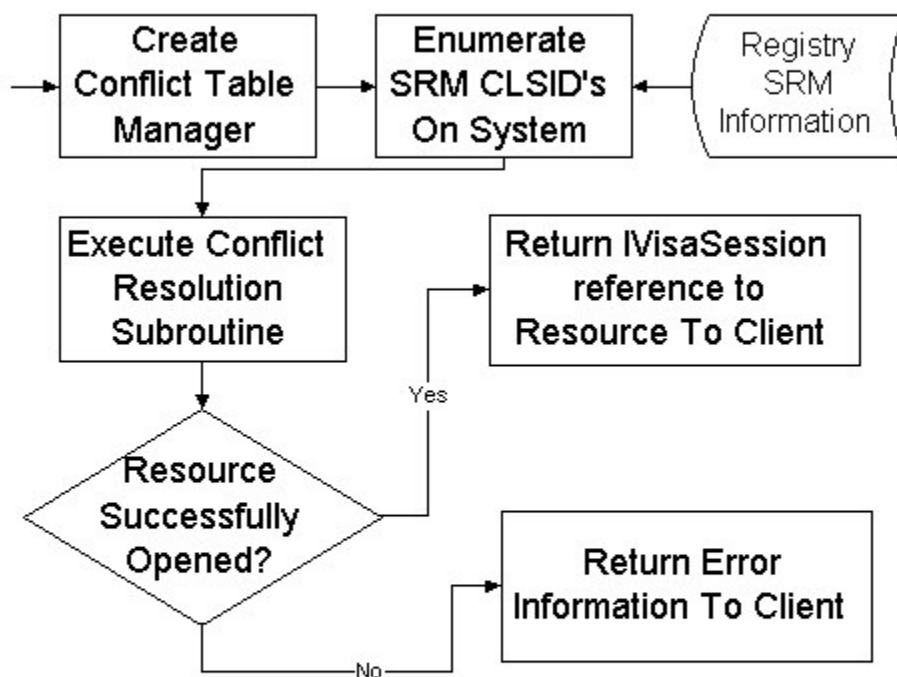 Create
Conflict Table
Manager
Enumerate
SRM CLSID's
On System
Registry
SRM
Information
Execute Conflict
Resolution
Subroutine
Return IVisaSession
reference to
Resource To Client
Yes
Resource
Successfully
Opened?
Return Error
Information To Client
No